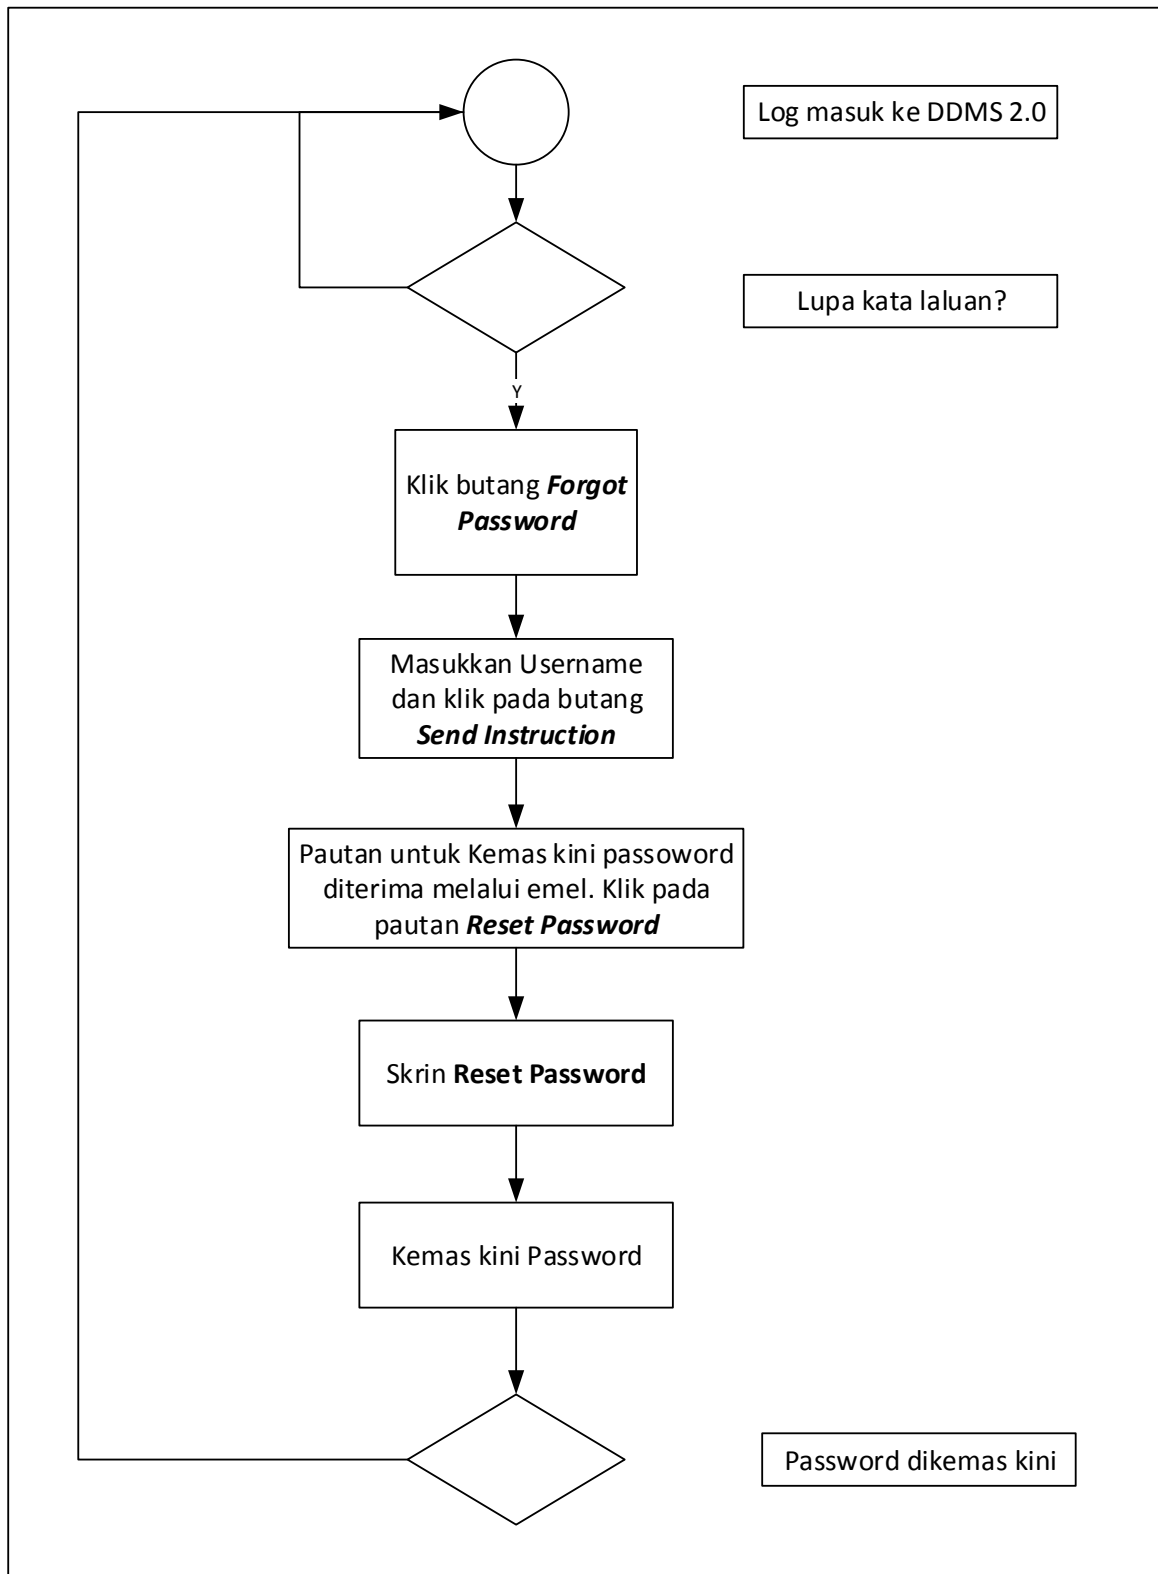 Log masuk ke DDMS 2.0
Lupa kata laluan?
Y
Klik butang Forgot
Password
Masukkan Username
dan klik pada butang
Send Instruction
Pautan untuk Kemas kini passoword
diterima melalui emel. Klik pada
pautan Reset Password
Skrin Reset Password
Kemas kini Password
Password dikemas kini